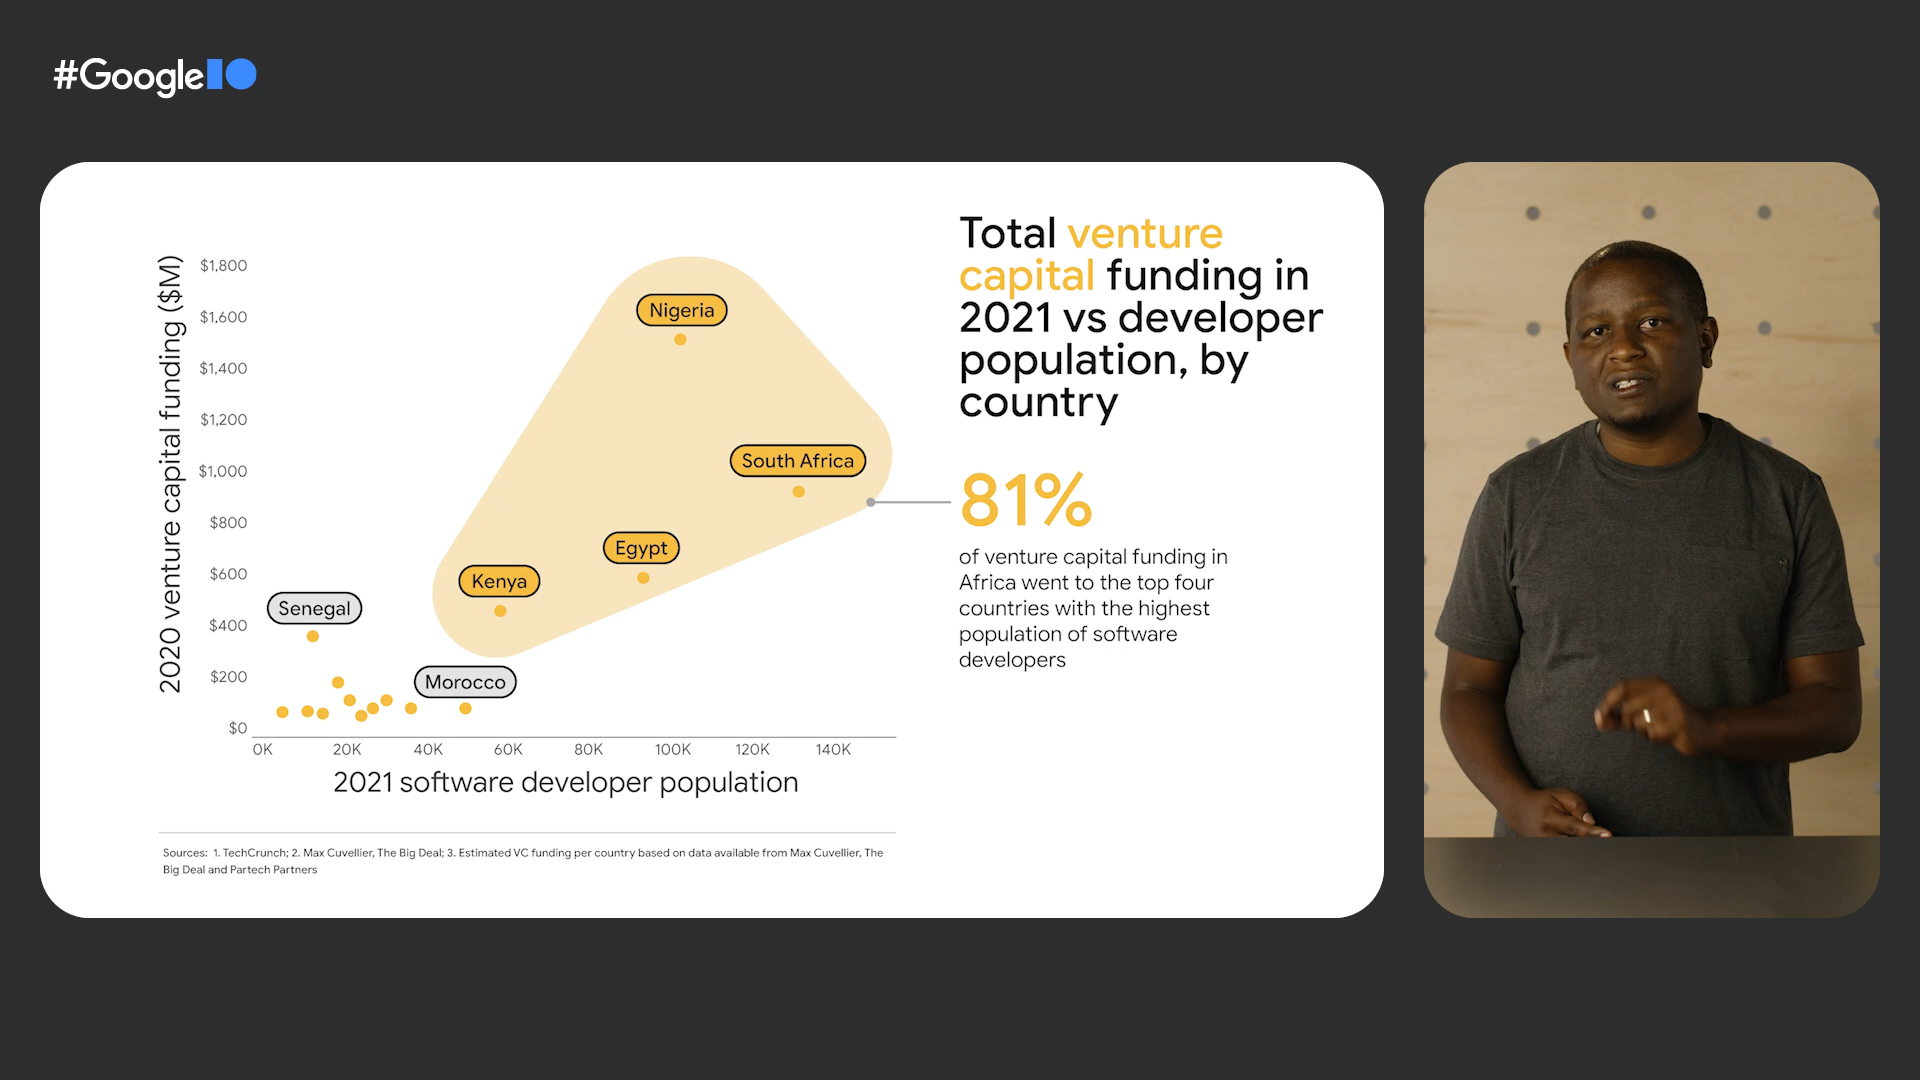 #GoogleIO
Total venture
capital funding in
2021 vs developer
population, by
country
81%
of venture capital funding in
Africa went to the top four
countries with the highest
population of software
developers
2020 venture capital funding ($M)
$1,800
$1,600
$1,400
$1,200
$1,000
$800
$600
$400
$200
$0
Nigeria
South Africa
Egypt
Kenya
Senegal
Morocco
0K 20K 40K 60K 80K 100K 120K 140K
2021 software developer population
Sources: 1. TechCrunch; 2. Max Cuvellier, The Big Deal; 3. Estimated VC funding per country based on data available from Max Cuvellier, The
Big Deal and Partech Partners